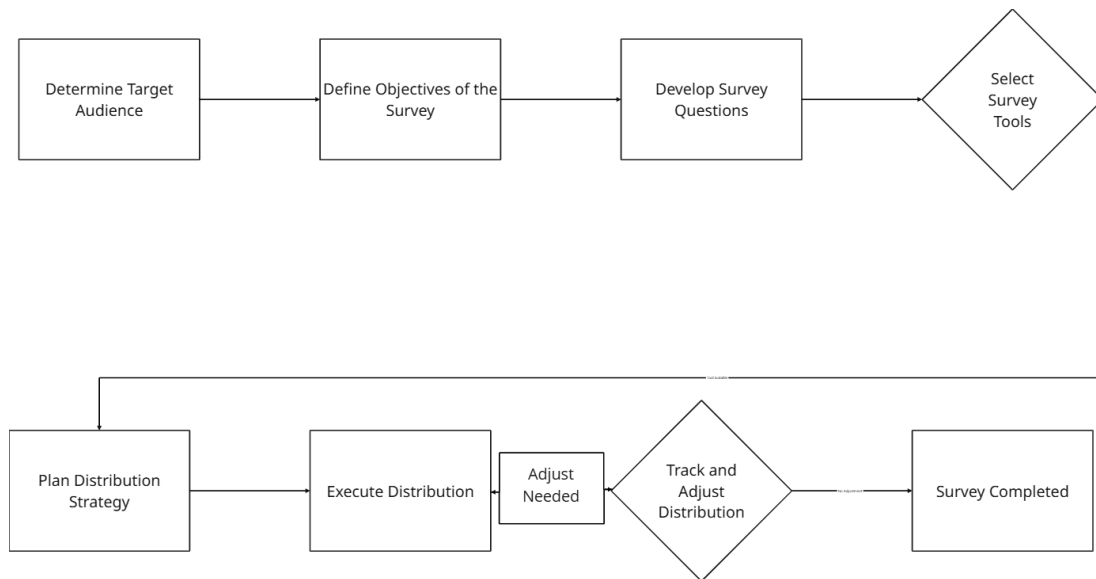 Determine Target
Audience
Define Objectives of the
Survey
Develop Survey
Questions
Select
Survey
Tools
Plan Distribution
Strategy
Execute Distribution
Adjust
Needed
Track and
Adjust
Distribution
Survey Completed